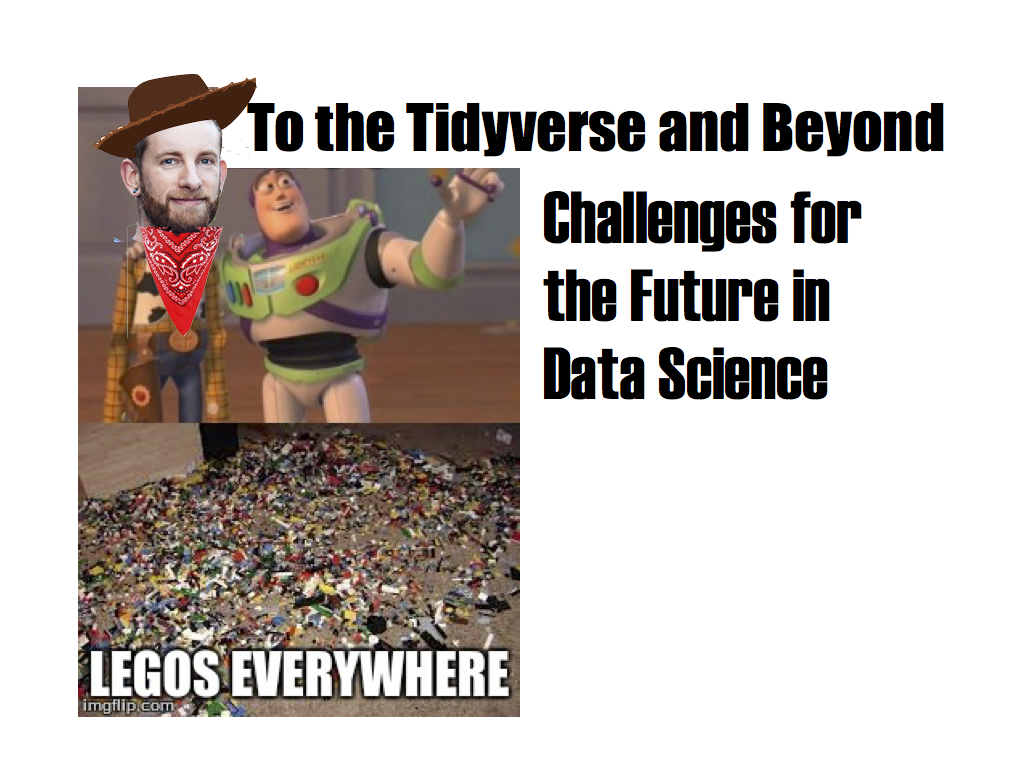 To the Tidyverse and Beyond
Challenges for
the Future in
Data Science
LEGOS EVERYWHERE
imgflip.com